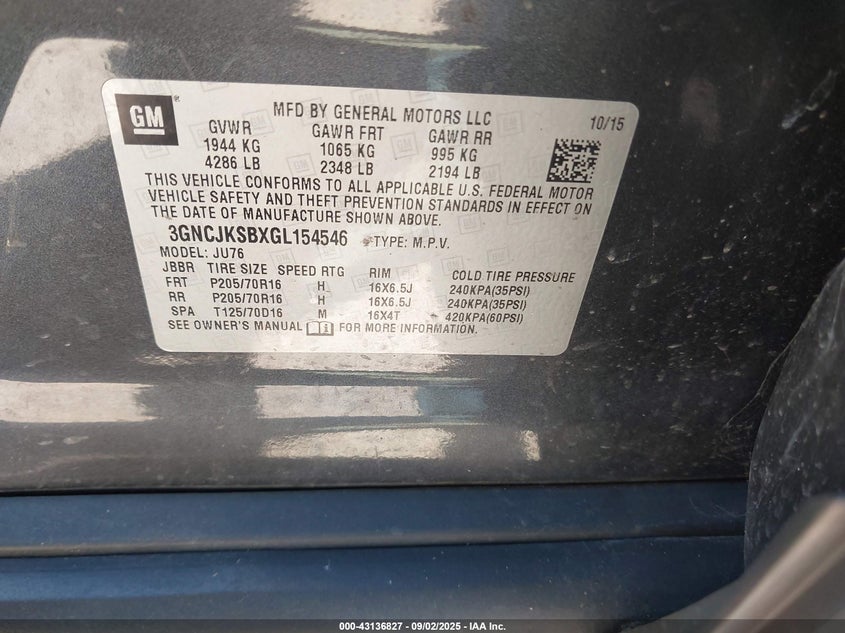 GM
MFD BY GENERAL MOTORS LLC 10/15
GVWR GAWR FRT GAWR RR
1944 KG 1065 KG 995 KG
4286 LB 2348 LB 2194 LB
THIS VEHICLE CONFORMS TO ALL APPLICABLE U.S. FEDERAL MOTOR
VEHICLE SAFETY AND THEFT PREVENTION STANDARDS IN EFFECT ON
THE DATE OF MANUFACTURE SHOWN ABOVE.
3GNCJKSBXGL154546 TYPE: M.P.V.
MODEL: JU76
JBBR TIRE SIZE SPEED RTG RIM COLD TIRE PRESSURE
FRT P205/70R16 H 16X6.5J 240KPA(35PSI)
RR P205/70R16 H 16X6.5J 240KPA(35PSI)
SPA T125/70D16 M 16X4T 420KPA(60PSI)
SEE OWNER'S MANUAL FOR MORE INFORMATION.
000-43136827 - 09/02/2025 - IAA Inc.